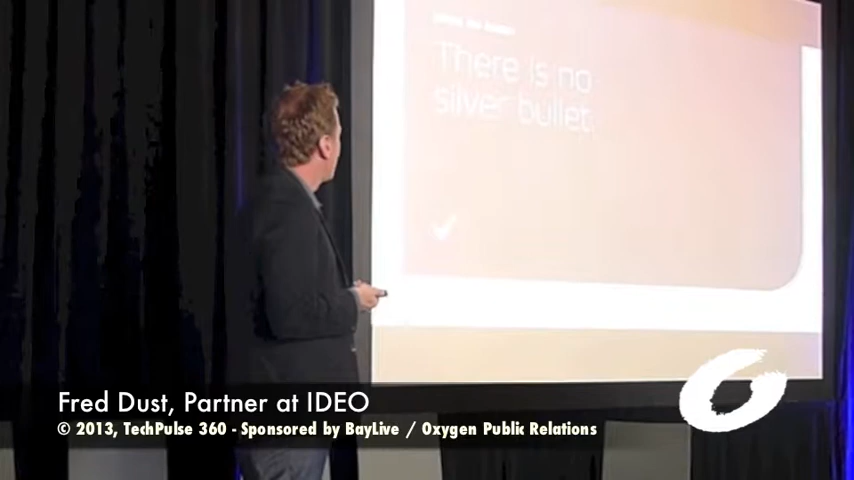 There is no
silver bullet.
Fred Dust, Partner at IDEO
© 2013, TechPulse 360 - Sponsored by BayLive / Oxygen Public Relations